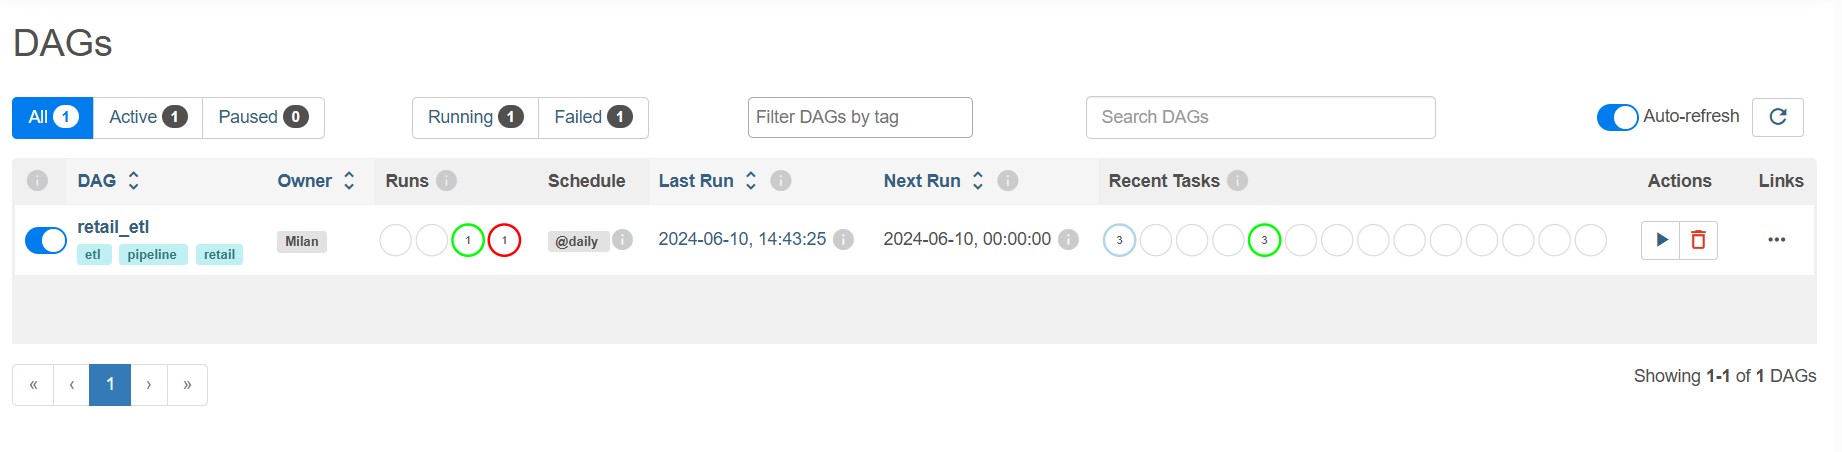 DAGs
All 1 Active 1 Paused 0 Running 1 Failed 1 Filter DAGs by tag Search DAGs Auto-refresh
i DAG Owner Runs i Schedule Last Run i Next Run i Recent Tasks i Actions Links
retail_etl
Milan 1 1 @daily i 2024-06-10, 14:43:25 i 2024-06-10, 00:00:00 i 3 3 •••
etl pipeline retail
« ‹ 1 › »
Showing 1-1 of 1 DAGs